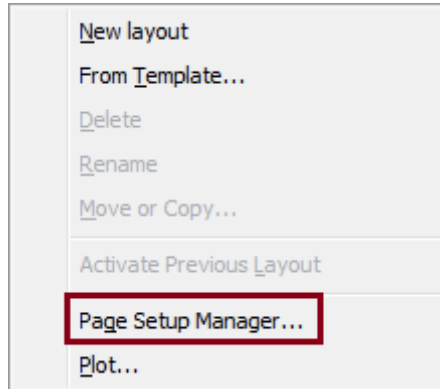 New layout
From Template...
Delete
Rename
Move or Copy...
Activate Previous Layout
Page Setup Manager...
Plot...